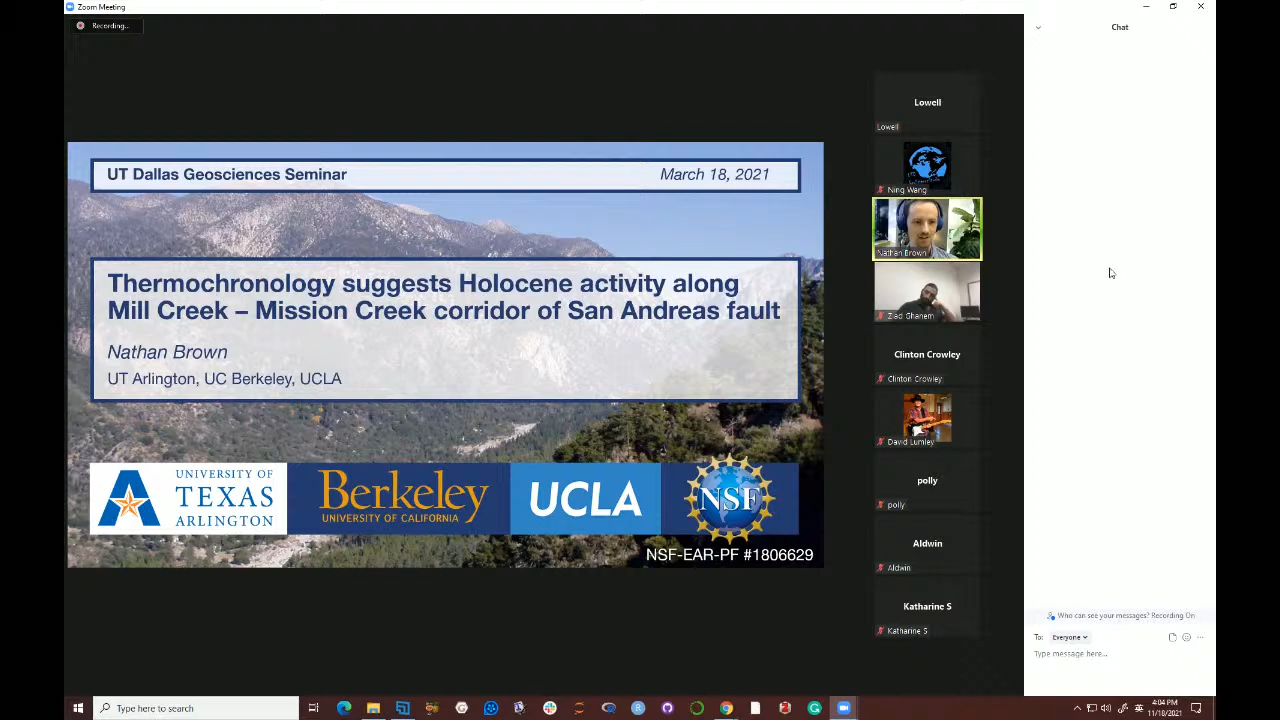 Zoom Meeting
Recording...
UT Dallas Geosciences Seminar
March 18, 2021
Thermochronology suggests Holocene activity along
Mill Creek – Mission Creek corridor of San Andreas fault
Nathan Brown
UT Arlington, UC Berkeley, UCLA
UNIVERSITY OF
TEXAS
ARLINGTON
Berkeley
UNIVERSITY OF CALIFORNIA
UCLA
NSF
NSF-EAR-PF #1806629
Lowell
Lowell
Ning Wang
Nathan Brown
Ziad Ghanem
Clinton Crowley
Clinton Crowley
David Lumley
polly
polly
Aldwin
Aldwin
Katharine S
Katharine S
Chat
Who can see your messages? Recording On
To: Everyone
Type message here...
Type here to search
4:04 PM
11/18/2021